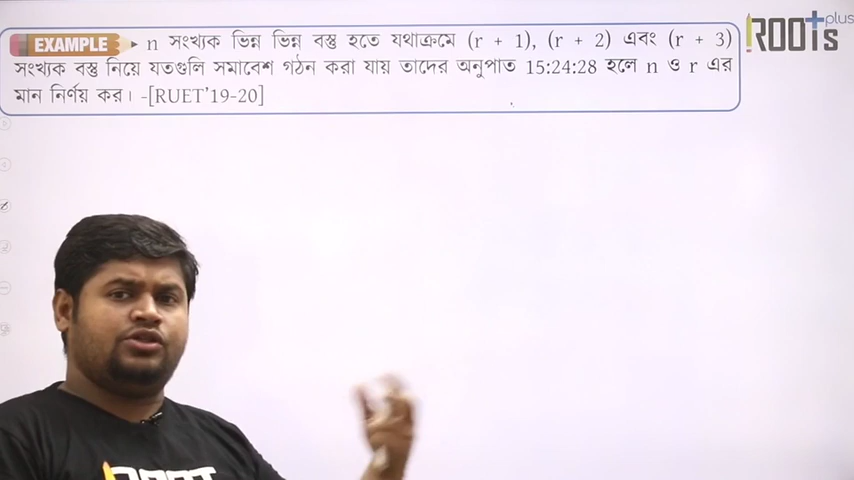 EXAMPLE n সংখ্যক ভিন্ন ভিন্ন বস্তু হতে যথাক্রমে (r + 1), (r + 2) এবং (r + 3)
সংখ্যক বস্তু নিয়ে যতগুলি সমাবেশ গঠন করা যায় তাদের অনুপাত 15:24:28 হলে n ও r এর
মান নির্ণয় কর। -[RUET'19-20]
ROOTs plus